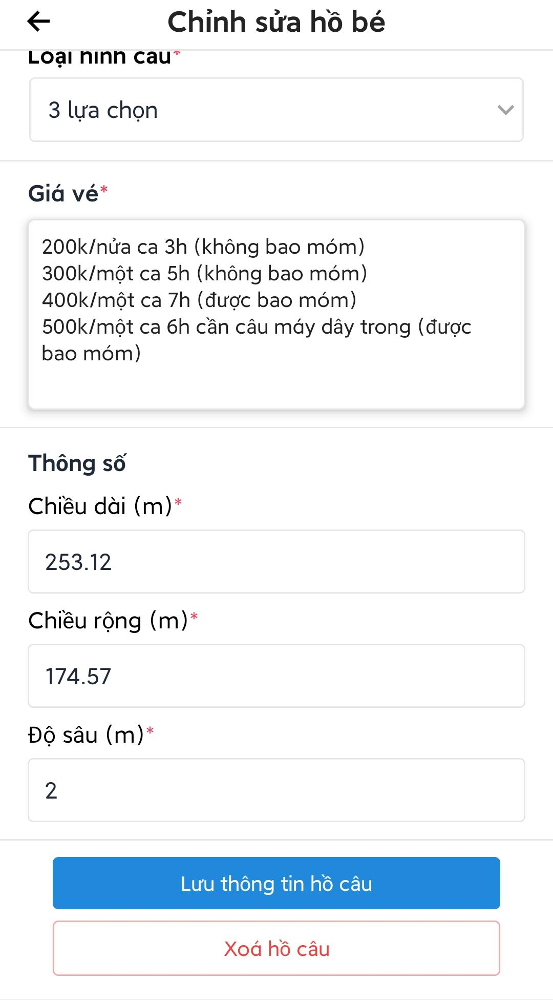 Chỉnh sửa hồ bé
Loại hình câu*
3 lựa chọn
Giá vé*
200k/nửa ca 3h (không bao móm)
300k/một ca 5h (không bao móm)
400k/một ca 7h (được bao móm)
500k/một ca 6h cần câu máy dây trong (được
bao móm)
Thông số
Chiều dài (m)*
253.12
Chiều rộng (m)*
174.57
Độ sâu (m)*
2
Lưu thông tin hồ câu
Xoá hồ câu